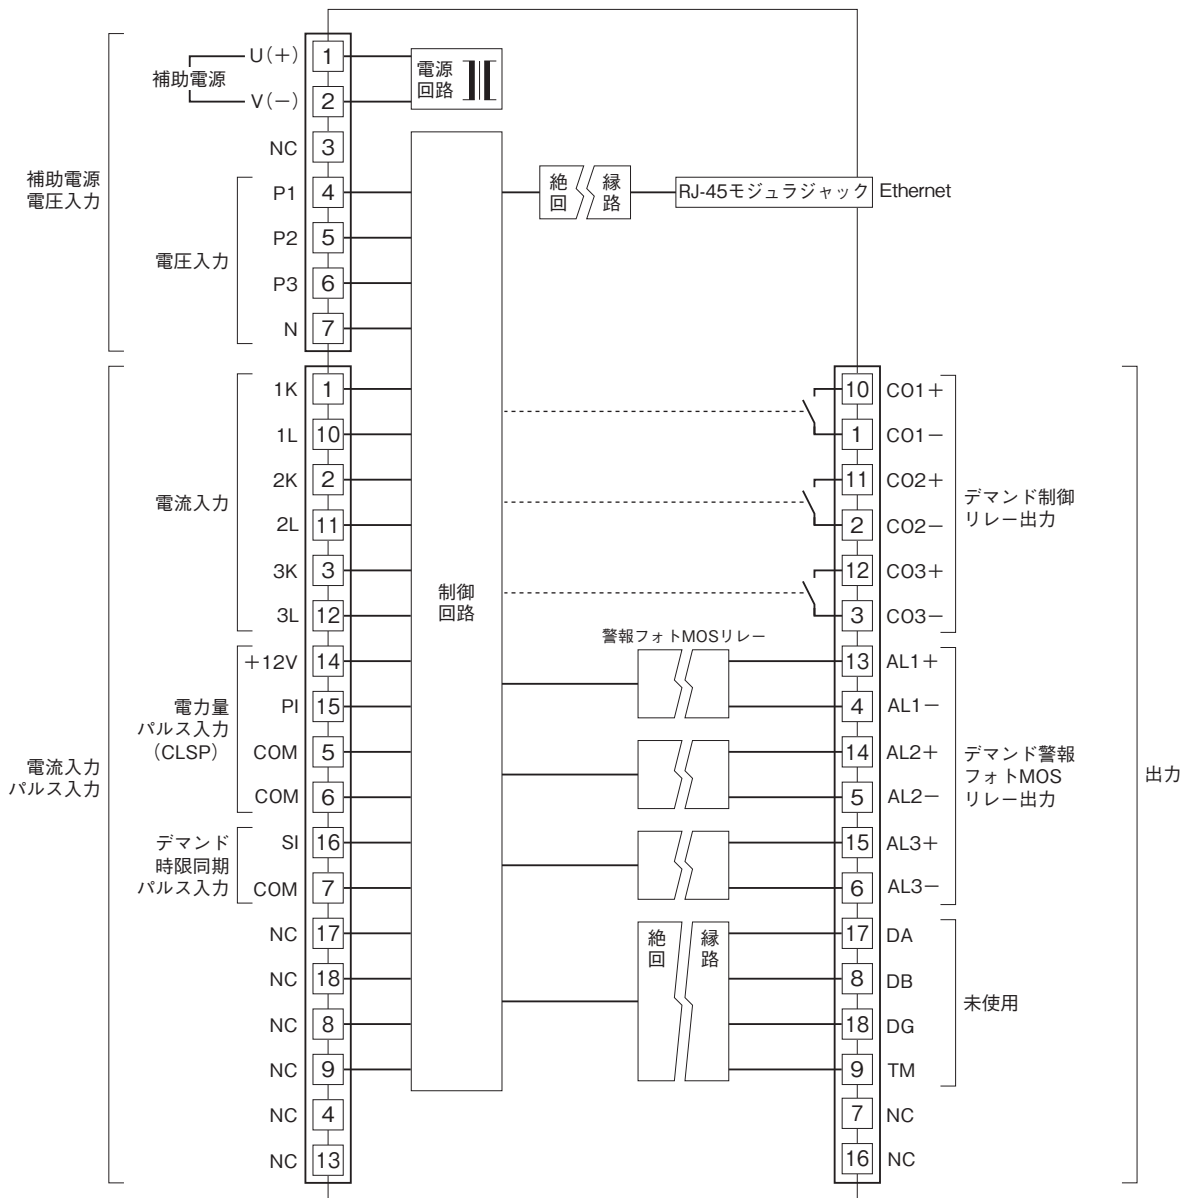 補助電源
電圧入力
補助電源
U(+) 1
V(−) 2
NC 3
電圧入力
P1 4
P2 5
P3 6
N 7
電源
回路
絶縁
回路
RJ-45モジュラジャック
Ethernet
電流入力
パルス入力
電流入力
1K 1
1L 10
2K 2
2L 11
3K 3
3L 12
電力量
パルス入力
(CLSP)
+12V 14
PI 15
COM 5
COM 6
デマンド
時限同期
パルス入力
SI 16
COM 7
NC 17
NC 18
NC 8
NC 9
NC 4
NC 13
制御
回路
警報フォトMOSリレー
絶縁
回路
10 CO1+
1 CO1−
11 CO2+
2 CO2−
12 CO3+
3 CO3−
デマンド制御
リレー出力
13 AL1+
4 AL1−
14 AL2+
5 AL2−
15 AL3+
6 AL3−
デマンド警報
フォトMOS
リレー出力
17 DA
8 DB
18 DG
9 TM
未使用
7 NC
16 NC
出力